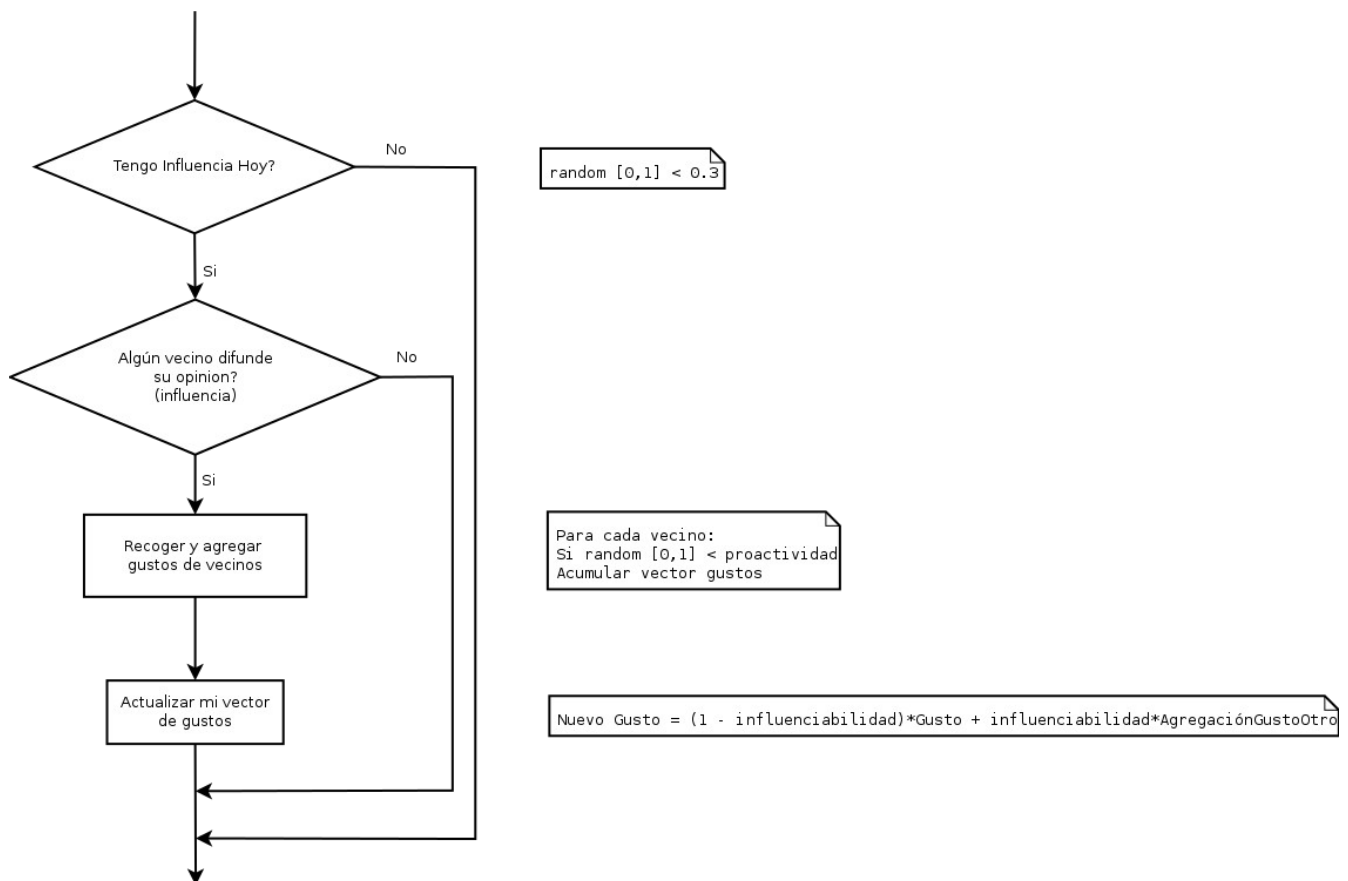 Tengo Influencia Hoy?
No
random [0,1] < 0.3
Si
Algún vecino difunde
su opinion?
(influencia)
No
Si
Recoger y agregar
gustos de vecinos
Para cada vecino:
Si random [0,1] < proactividad
Acumular vector gustos
Actualizar mi vector
de gustos
Nuevo Gusto = (1 - influenciabilidad)*Gusto + influenciabilidad*AgregaciónGustoOtro